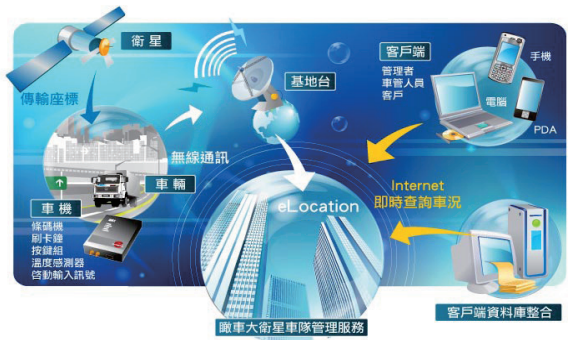 衛星
傳輸座標
基地台
無線通訊
車輛
車機
條碼機
刷卡鐘
按鍵組
溫度感測器
啓動輸入訊號
客戶端
管理者
車管人員
客戶
手機
電腦
PDA
Internet
即時查詢車況
eLocation
瞰車大衛星車隊管理服務
客戶端資料庫整合